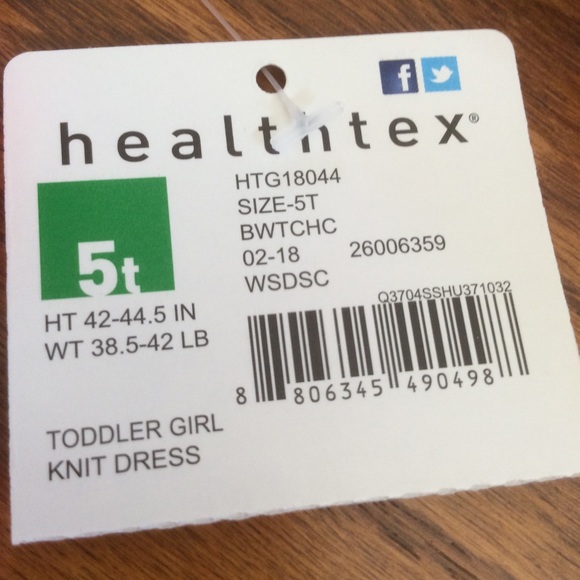 healthtex®
5t
HT 42-44.5 IN
WT 38.5-42 LB
HTG18044
SIZE-5T
BWTCHC
02-18 26006359
WSDSC
Q3704SSHU371032
8 806345 490498
TODDLER GIRL
KNIT DRESS